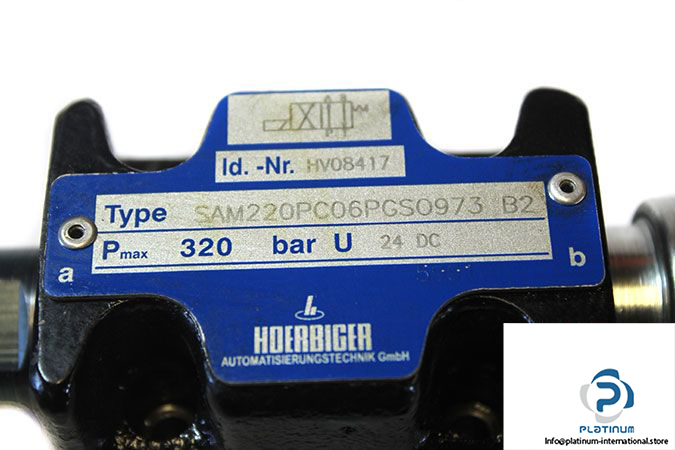 Id. -Nr. HV08417
Type SAM220PC06PGS0973 B2
Pmax 320 bar U 24 DC
a
b
HOERBIGER
AUTOMATISIERUNGSTECHNIK GmbH
PLATINUM
Info@platinum-international.store